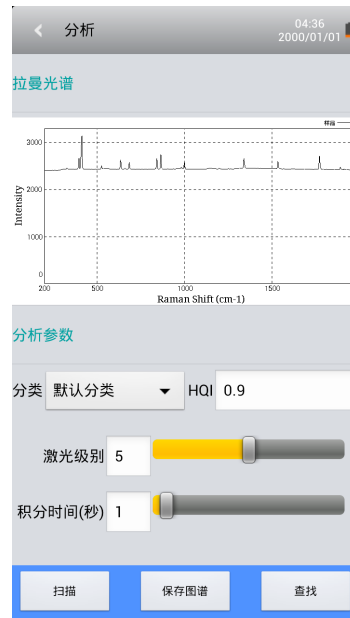 分析
04:36
2000/01/01
拉曼光谱
样品
3000
2000
1000
0
Intensity
200 500 1000 1500
Raman Shift (cm-1)
分析参数
分类 默认分类 HQI 0.9
激光级别 5
积分时间(秒) 1
扫描 保存图谱 查找